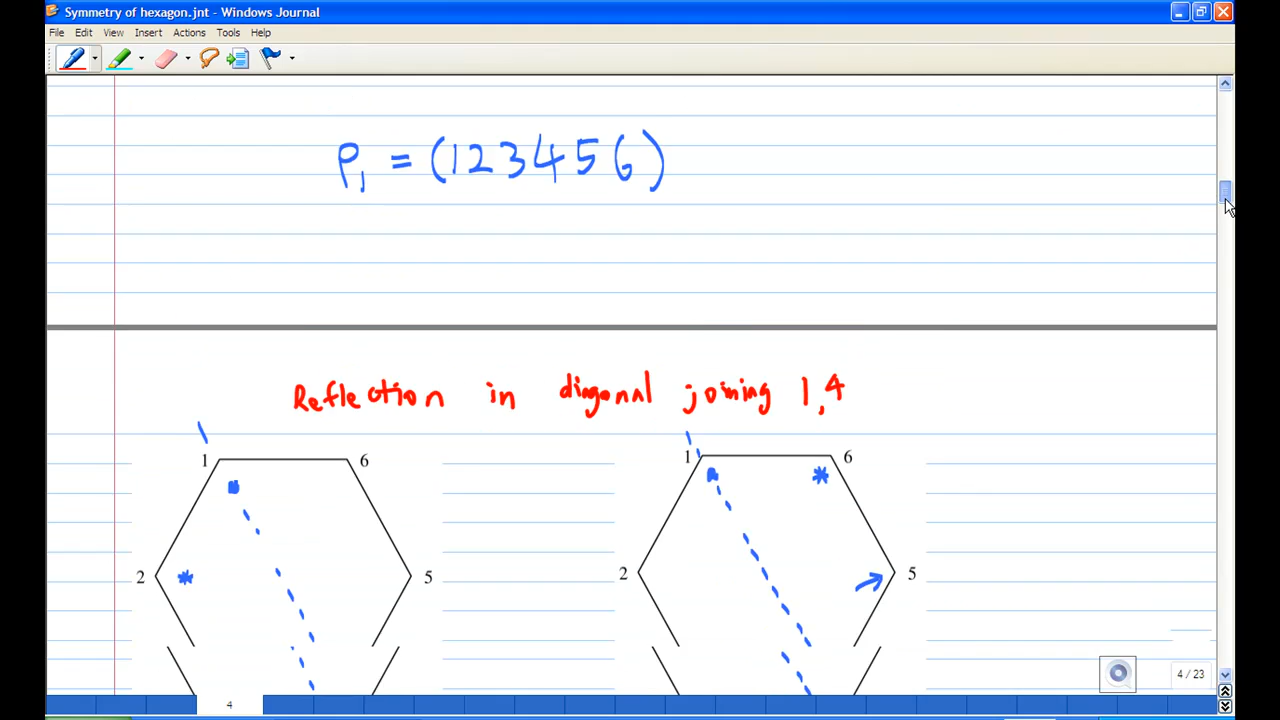 Symmetry of hexagon.jnt - Windows Journal
File Edit View Insert Actions Tools Help
ρ₁ = (123456)
Reflection in diagonal joining 1,4
1 6 1 6
2 5 2 5
4 / 23
4